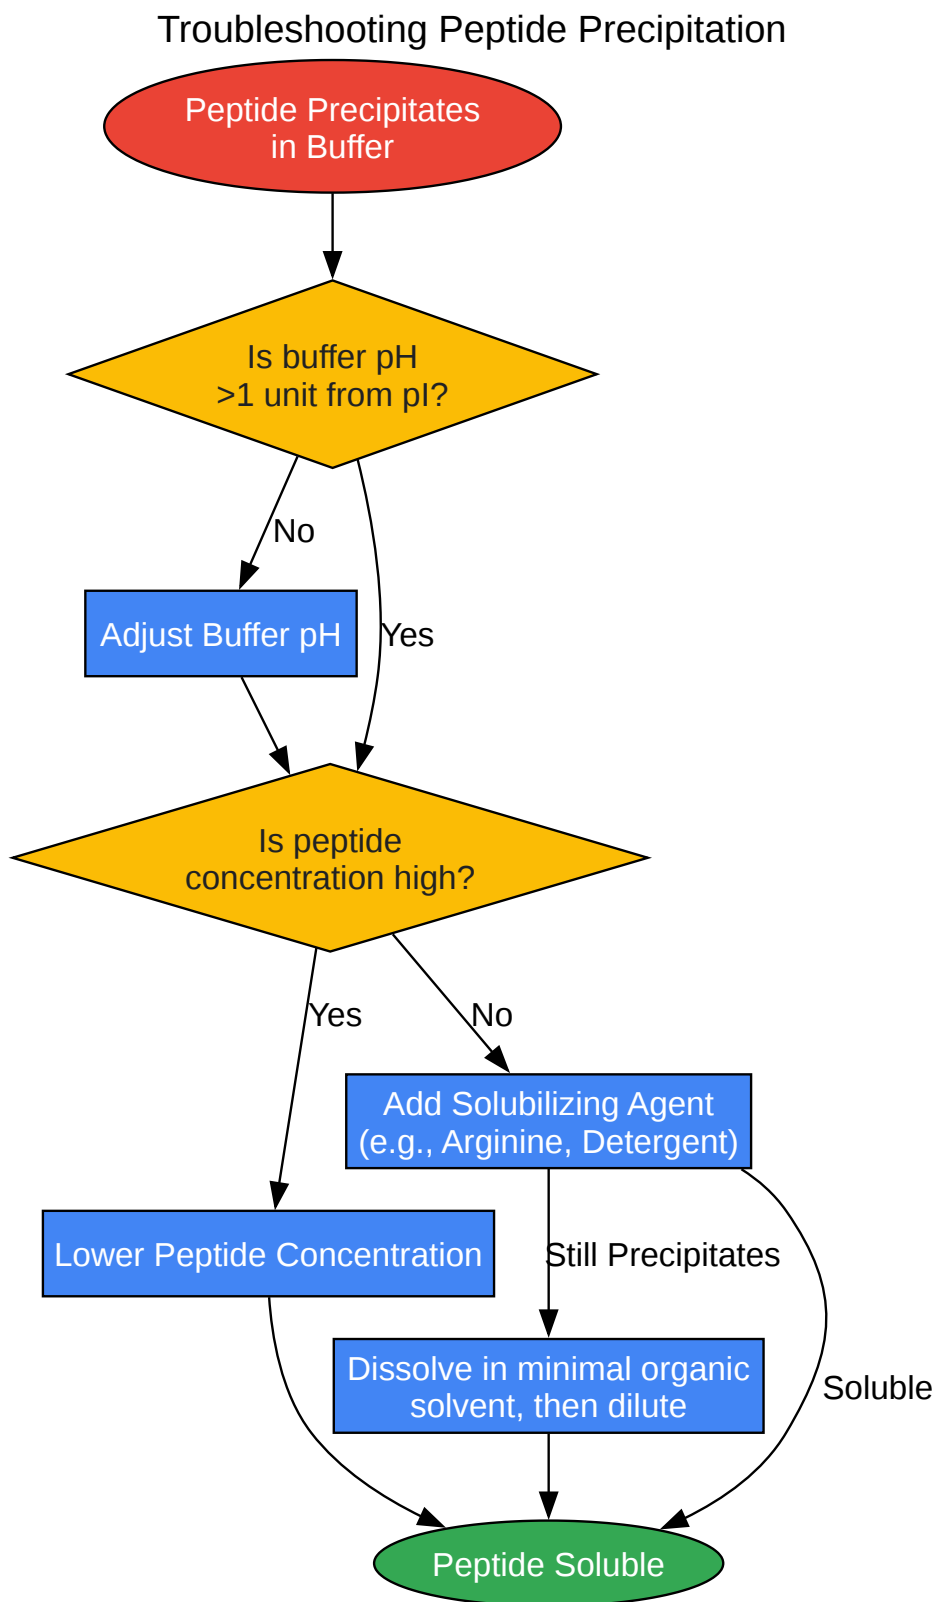 Troubleshooting Peptide Precipitation
Peptide Precipitates
in Buffer
Is buffer pH
>1 unit from pI?
No
Adjust Buffer pH
Yes
Is peptide
concentration high?
Yes
No
Add Solubilizing Agent
(e.g., Arginine, Detergent)
Lower Peptide Concentration
Still Precipitates
Dissolve in minimal organic
solvent, then dilute
Soluble
Peptide Soluble